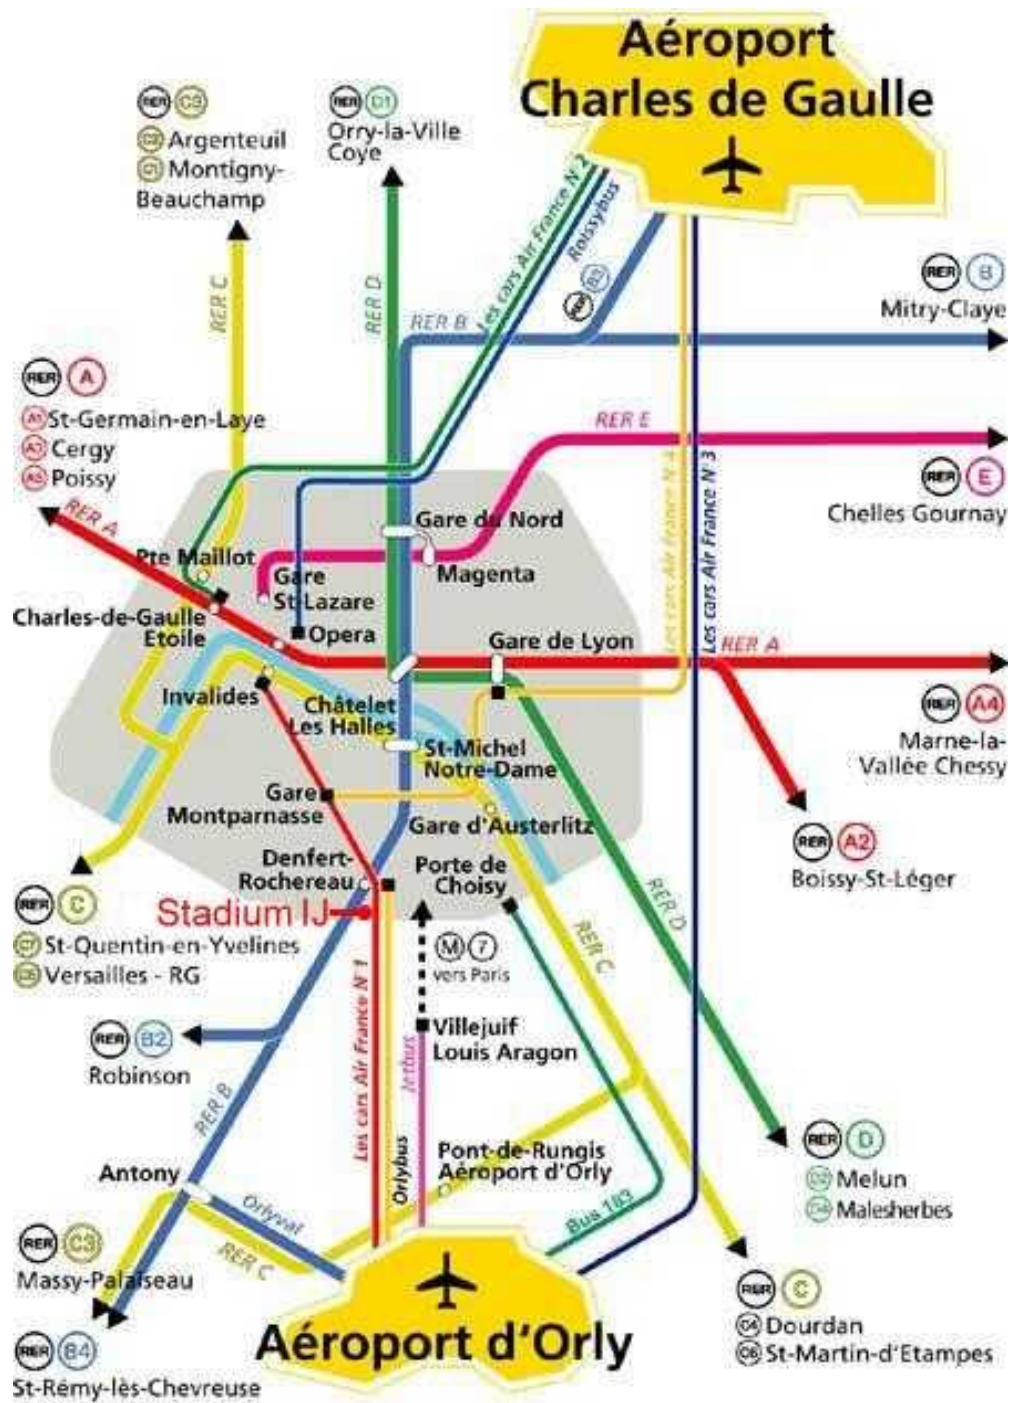 Aéroport
Charles de Gaulle
RER C3
Argenteuil
C1 Montigny-
Beauchamp
RER D1
Orry-la-Ville
Coye
Les cars Air France N°2
Roissybus
RER B3
RER C
RER D
RER B
RER B
Mitry-Claye
RER A
A1 St-Germain-en-Laye
A3 Cergy
A5 Poissy
RER A
RER E
RER E
Chelles Gournay
Les cars Air France N°4
Les cars Air France N°3
Gare du Nord
Magenta
Pte Maillot
Gare
St-Lazare
Charles-de-Gaulle
Etoile
Opera
Gare de Lyon
RER A
Invalides
Châtelet
Les Halles
RER A4
Marne-la-
Vallée Chessy
St-Michel
Notre-Dame
Gare
Montparnasse
Gare d'Austerlitz
RER A2
Boissy-St-Léger
Denfert-
Rochereau
Porte de
Choisy
RER C
Stadium IJ
C7 St-Quentin-en-Yvelines
Versailles - RG
M 7
vers Paris
RER C
RER D
Les cars Air France N°1
RER B2
Robinson
Villejuif
Louis Aragon
Jetbus
RER B
Orlybus
Pont-de-Rungis
Aéroport d'Orly
RER D
Melun
Malesherbes
Antony
Orlyval
RER C
Bus 183
RER C3
Massy-Palaiseau
RER C
C4 Dourdan
C6 St-Martin-d'Etampes
Aéroport d'Orly
RER B4
St-Rémy-lès-Chevreuse